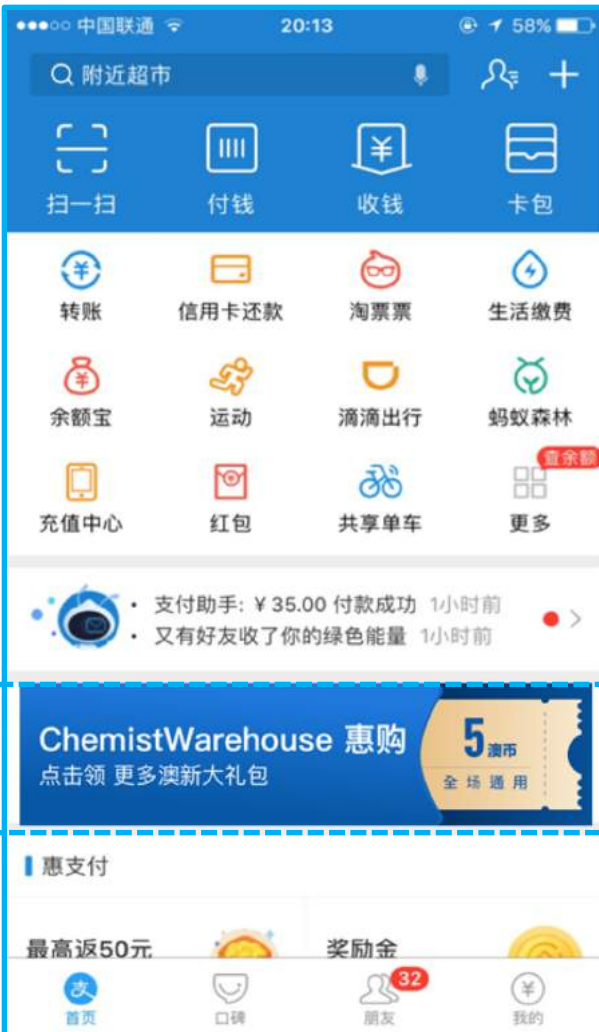 中国联通 20:13 58%
附近超市
扫一扫 付钱 收钱 卡包
转账 信用卡还款 淘票票 生活缴费
余额宝 运动 滴滴出行 蚂蚁森林
查余额
充值中心 红包 共享单车 更多
• 支付助手: ¥ 35.00 付款成功 1小时前
• 又有好友收了你的绿色能量 1小时前
ChemistWarehouse 惠购
点击领 更多澳新大礼包
5澳币
全场通用
惠支付
最高返50元 奖励金
32
首页 口碑 朋友 我的